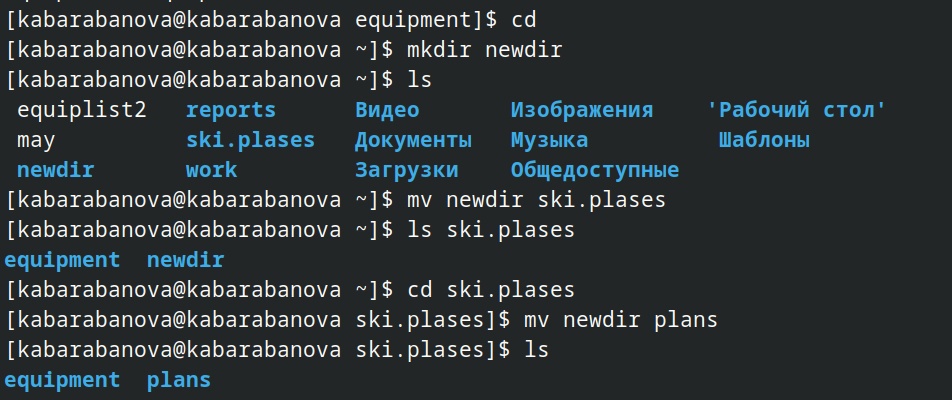 [kabarabanova@kabarabanova equipment]$ cd
[kabarabanova@kabarabanova ~]$ mkdir newdir
[kabarabanova@kabarabanova ~]$ ls
equiplist2 reports Видео Изображения 'Рабочий стол'
may ski.plases Документы Музыка Шаблоны
newdir work Загрузки Общедоступные
[kabarabanova@kabarabanova ~]$ mv newdir ski.plases
[kabarabanova@kabarabanova ~]$ ls ski.plases
equipment newdir
[kabarabanova@kabarabanova ~]$ cd ski.plases
[kabarabanova@kabarabanova ski.plases]$ mv newdir plans
[kabarabanova@kabarabanova ski.plases]$ ls
equipment plans